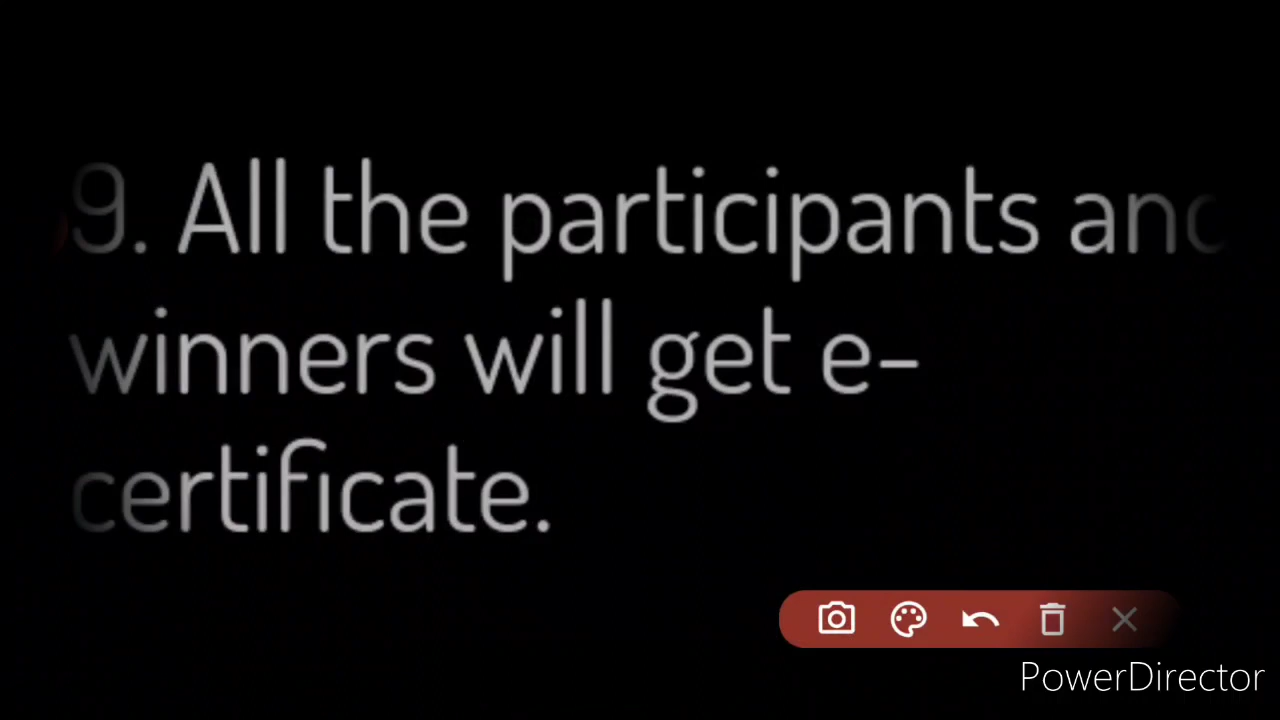 9. All the participants and
winners will get e-
certificate.
PowerDirector